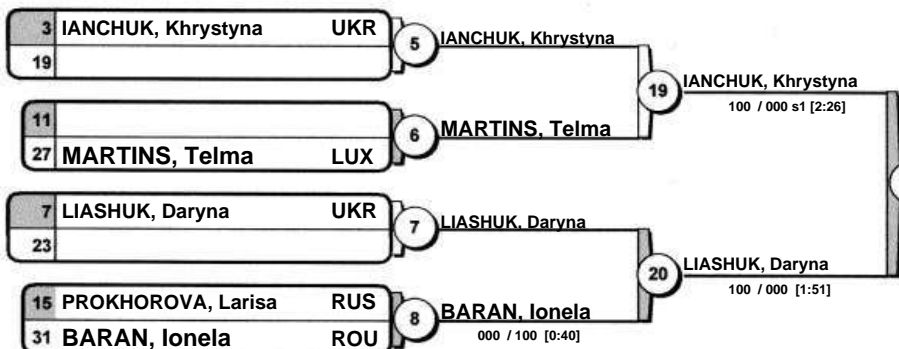 3 IANCHUK, Khrystyna UKR
19
5 IANCHUK, Khrystyna
19 IANCHUK, Khrystyna
100 / 000 s1 [2:26]
11
27 MARTINS, Telma LUX
6 MARTINS, Telma
7 LIASHUK, Daryna UKR
23
7 LIASHUK, Daryna
20 LIASHUK, Daryna
100 / 000 [1:51]
15 PROKHOROVA, Larisa RUS
31 BARAN, Ionela ROU
8 BARAN, Ionela
000 / 100 [0:40]